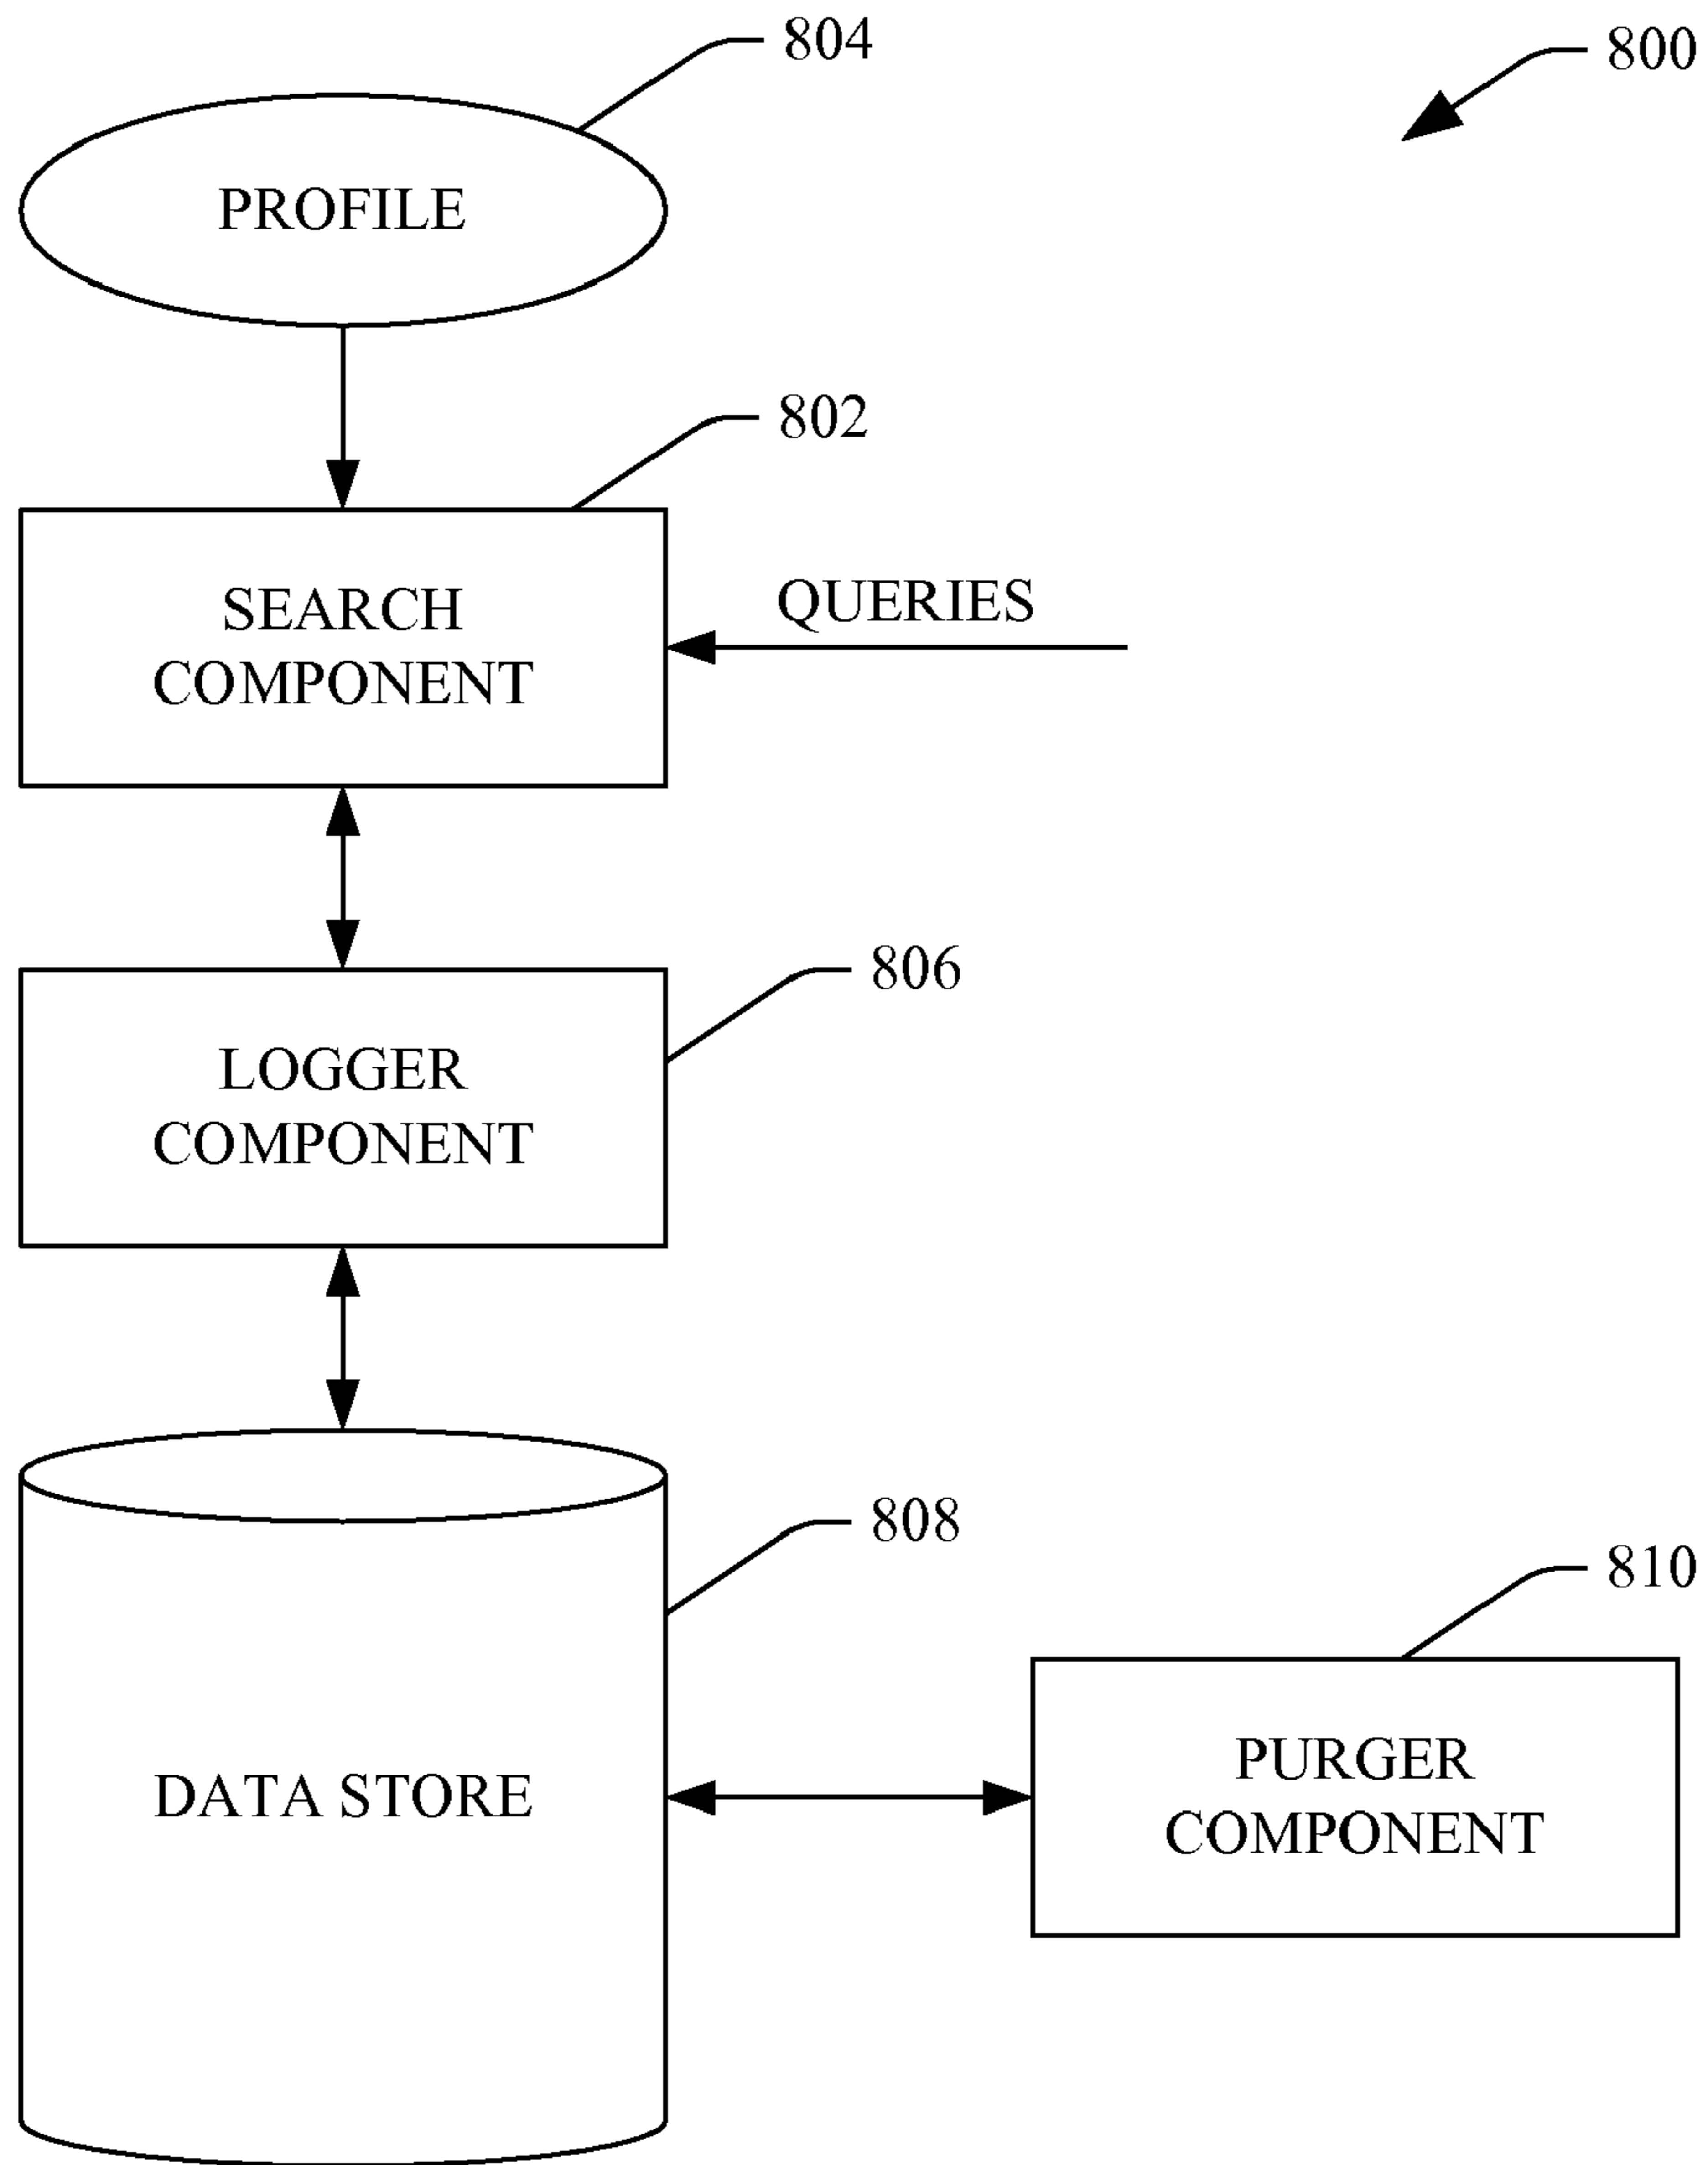 804
800
PROFILE
802
SEARCH
COMPONENT
QUERIES
806
LOGGER
COMPONENT
808
810
DATA STORE
PURGER
COMPONENT